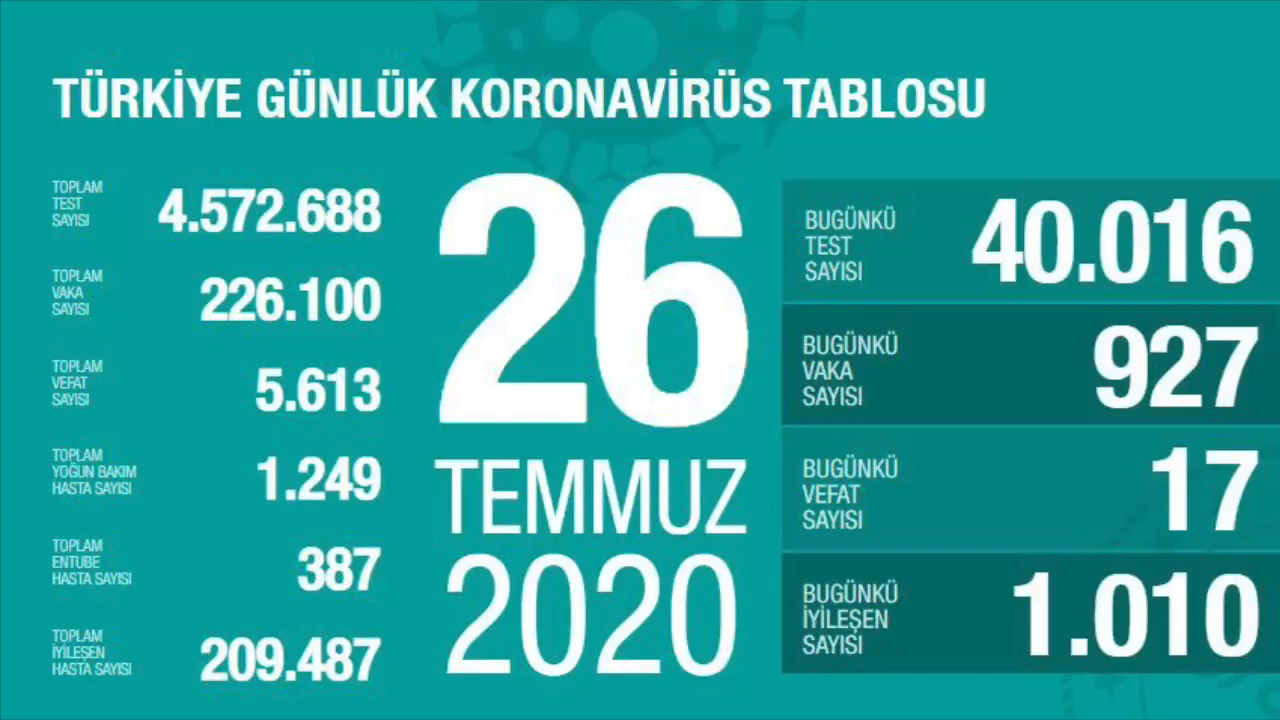 TÜRKİYE GÜNLÜK KORONAVİRÜS TABLOSU
TOPLAM
TEST
SAYISI
4.572.688
TOPLAM
VAKA
SAYISI
226.100
TOPLAM
VEFAT
SAYISI
5.613
TOPLAM
YOĞUN BAKIM
HASTA SAYISI
1.249
TOPLAM
ENTUBE
HASTA SAYISI
387
TOPLAM
İYİLEŞEN
HASTA SAYISI
209.487
26
TEMMUZ
2020
BUGÜNKÜ
TEST
SAYISI
40.016
BUGÜNKÜ
VAKA
SAYISI
927
BUGÜNKÜ
VEFAT
SAYISI
17
BUGÜNKÜ
İYİLEŞEN
SAYISI
1.010